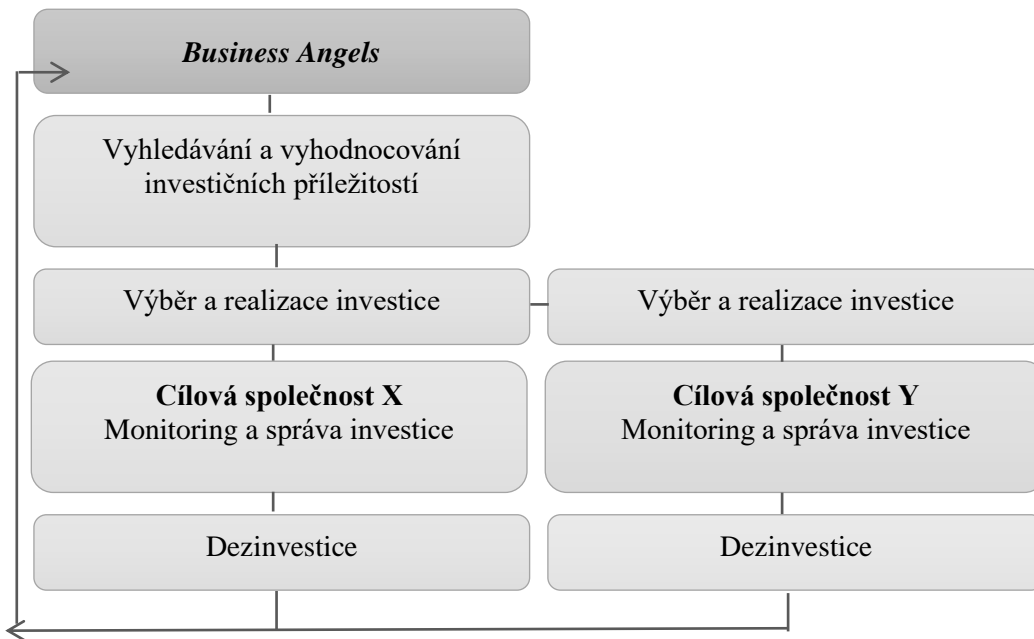 Business Angels
Vyhledávání a vyhodnocování
investičních příležitostí
Výběr a realizace investice
Výběr a realizace investice
Cílová společnost X
Monitoring a správa investice
Cílová společnost Y
Monitoring a správa investice
Dezinvestice
Dezinvestice